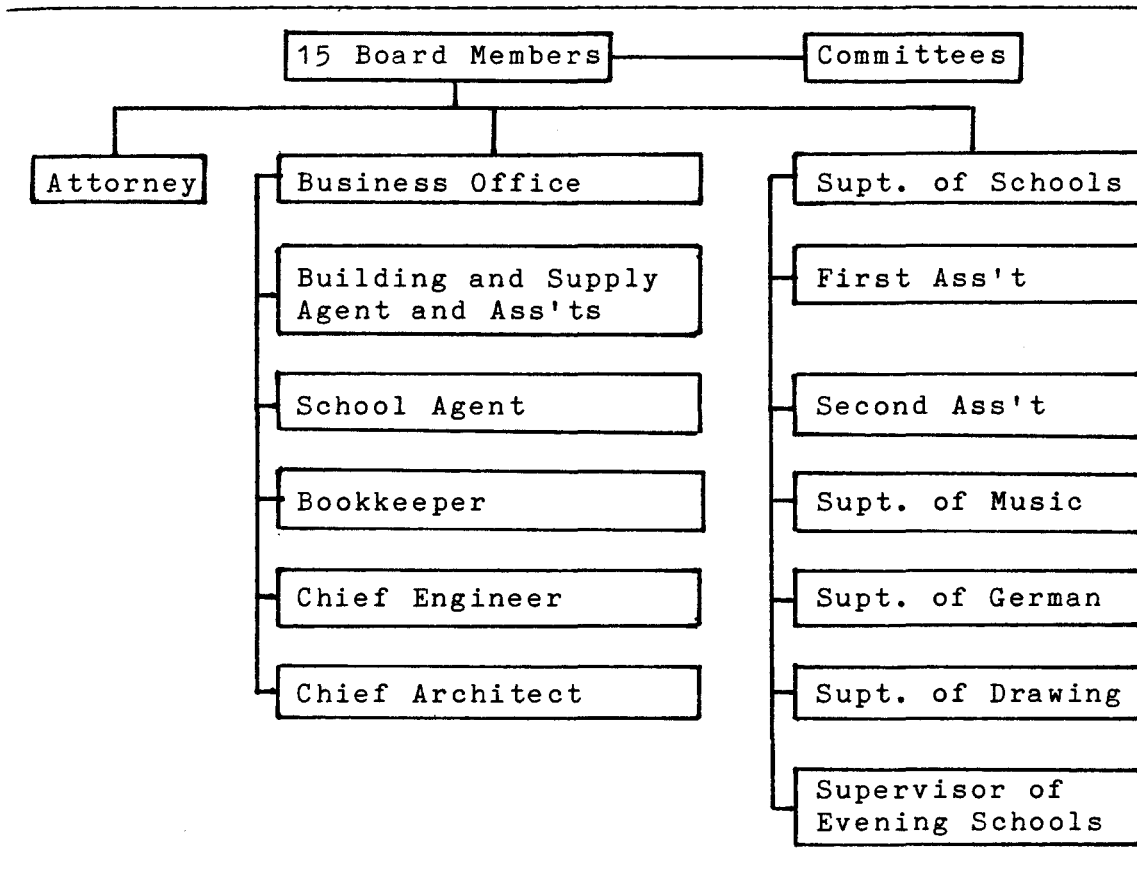 15 Board Members
Committees
Attorney
Business Office
Building and Supply
Agent and Ass'ts
School Agent
Bookkeeper
Chief Engineer
Chief Architect
Supt. of Schools
First Ass't
Second Ass't
Supt. of Music
Supt. of German
Supt. of Drawing
Supervisor of
Evening Schools